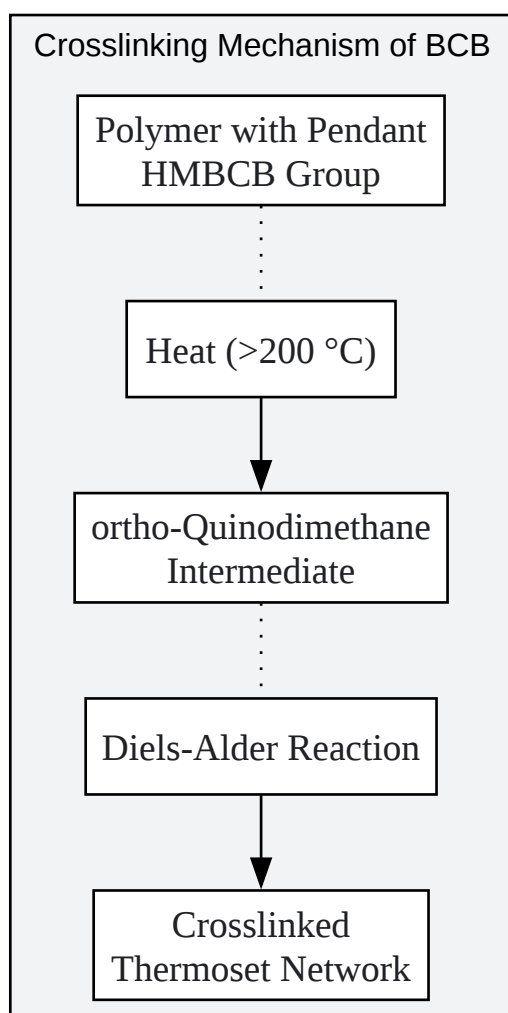 Crosslinking Mechanism of BCB
Polymer with Pendant
HMBCB Group
Heat (>200 °C)
ortho-Quinodimethane
Intermediate
Diels-Alder Reaction
Crosslinked
Thermoset Network